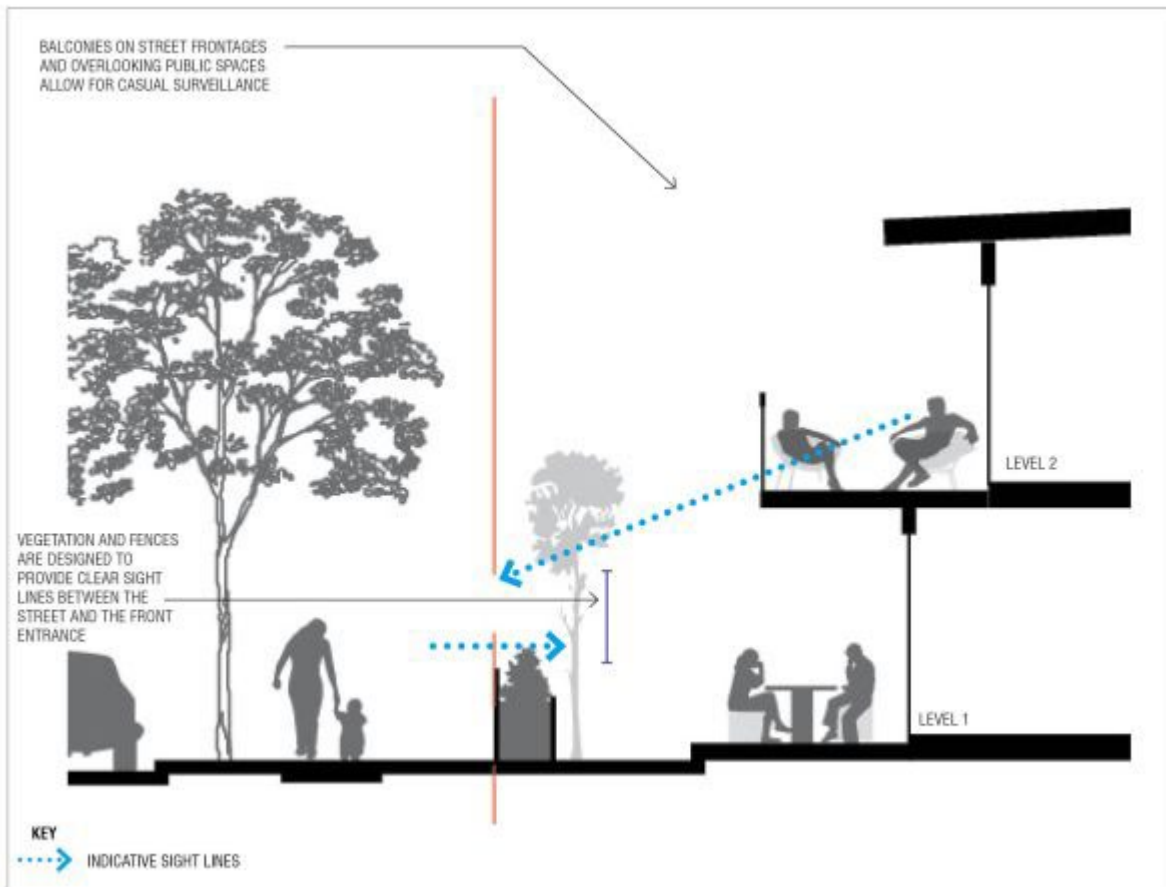 BALCONIES ON STREET FRONTAGES
AND OVERLOOKING PUBLIC SPACES
ALLOW FOR CASUAL SURVEILLANCE
LEVEL 2
VEGETATION AND FENCES
ARE DESIGNED TO
PROVIDE CLEAR SIGHT
LINES BETWEEN THE
STREET AND THE FRONT
ENTRANCE
LEVEL 1
KEY
INDICATIVE SIGHT LINES